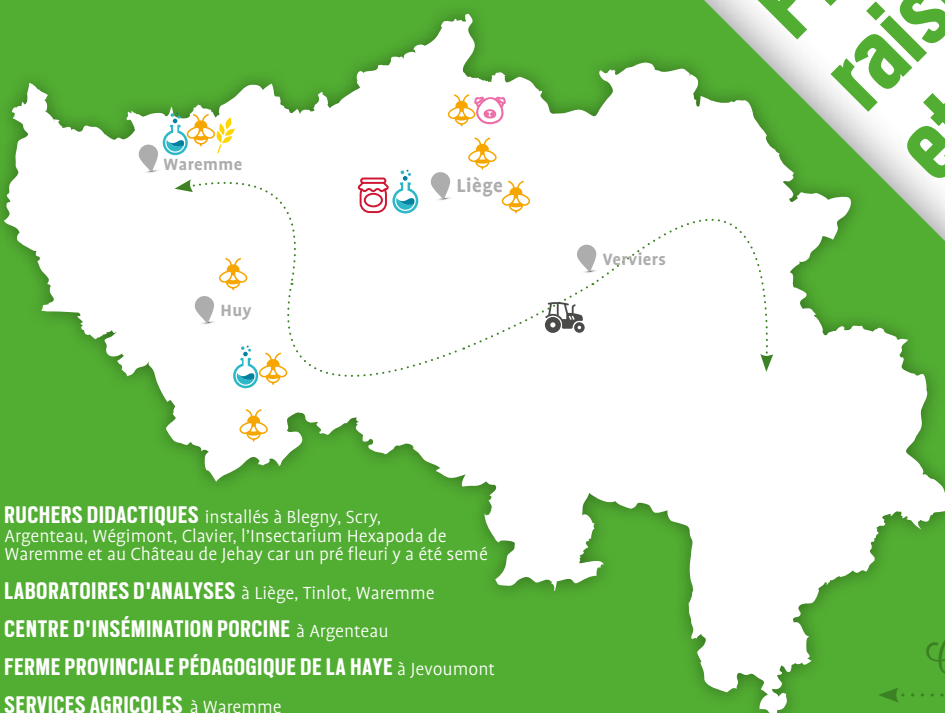 rais
et
Waremme
Liège
Verviers
Huy
RUCHERS DIDACTIQUES installés à Blegny, Scry,
Argenteau, Wégimont, Clavier, l'Insectarium Hexapoda de
Waremme et au Château de Jehay car un pré fleuri y a été semé
LABORATOIRES D'ANALYSES à Liège, Tinlot, Waremme
CENTRE D'INSÉMINATION PORCINE à Argenteau
FERME PROVINCIALE PÉDAGOGIQUE DE LA HAYE à Jevoumont
SERVICES AGRICOLES à Waremme